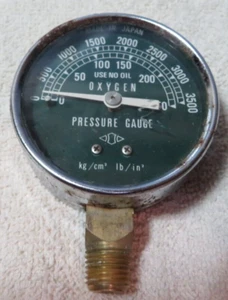 JAPAN
0 500 1000 1500 2000 2500 3000 3500
0 50 100 150 200
USE NO OIL
OXYGEN
PRESSURE GAUGE
kg/cm² lb/in²